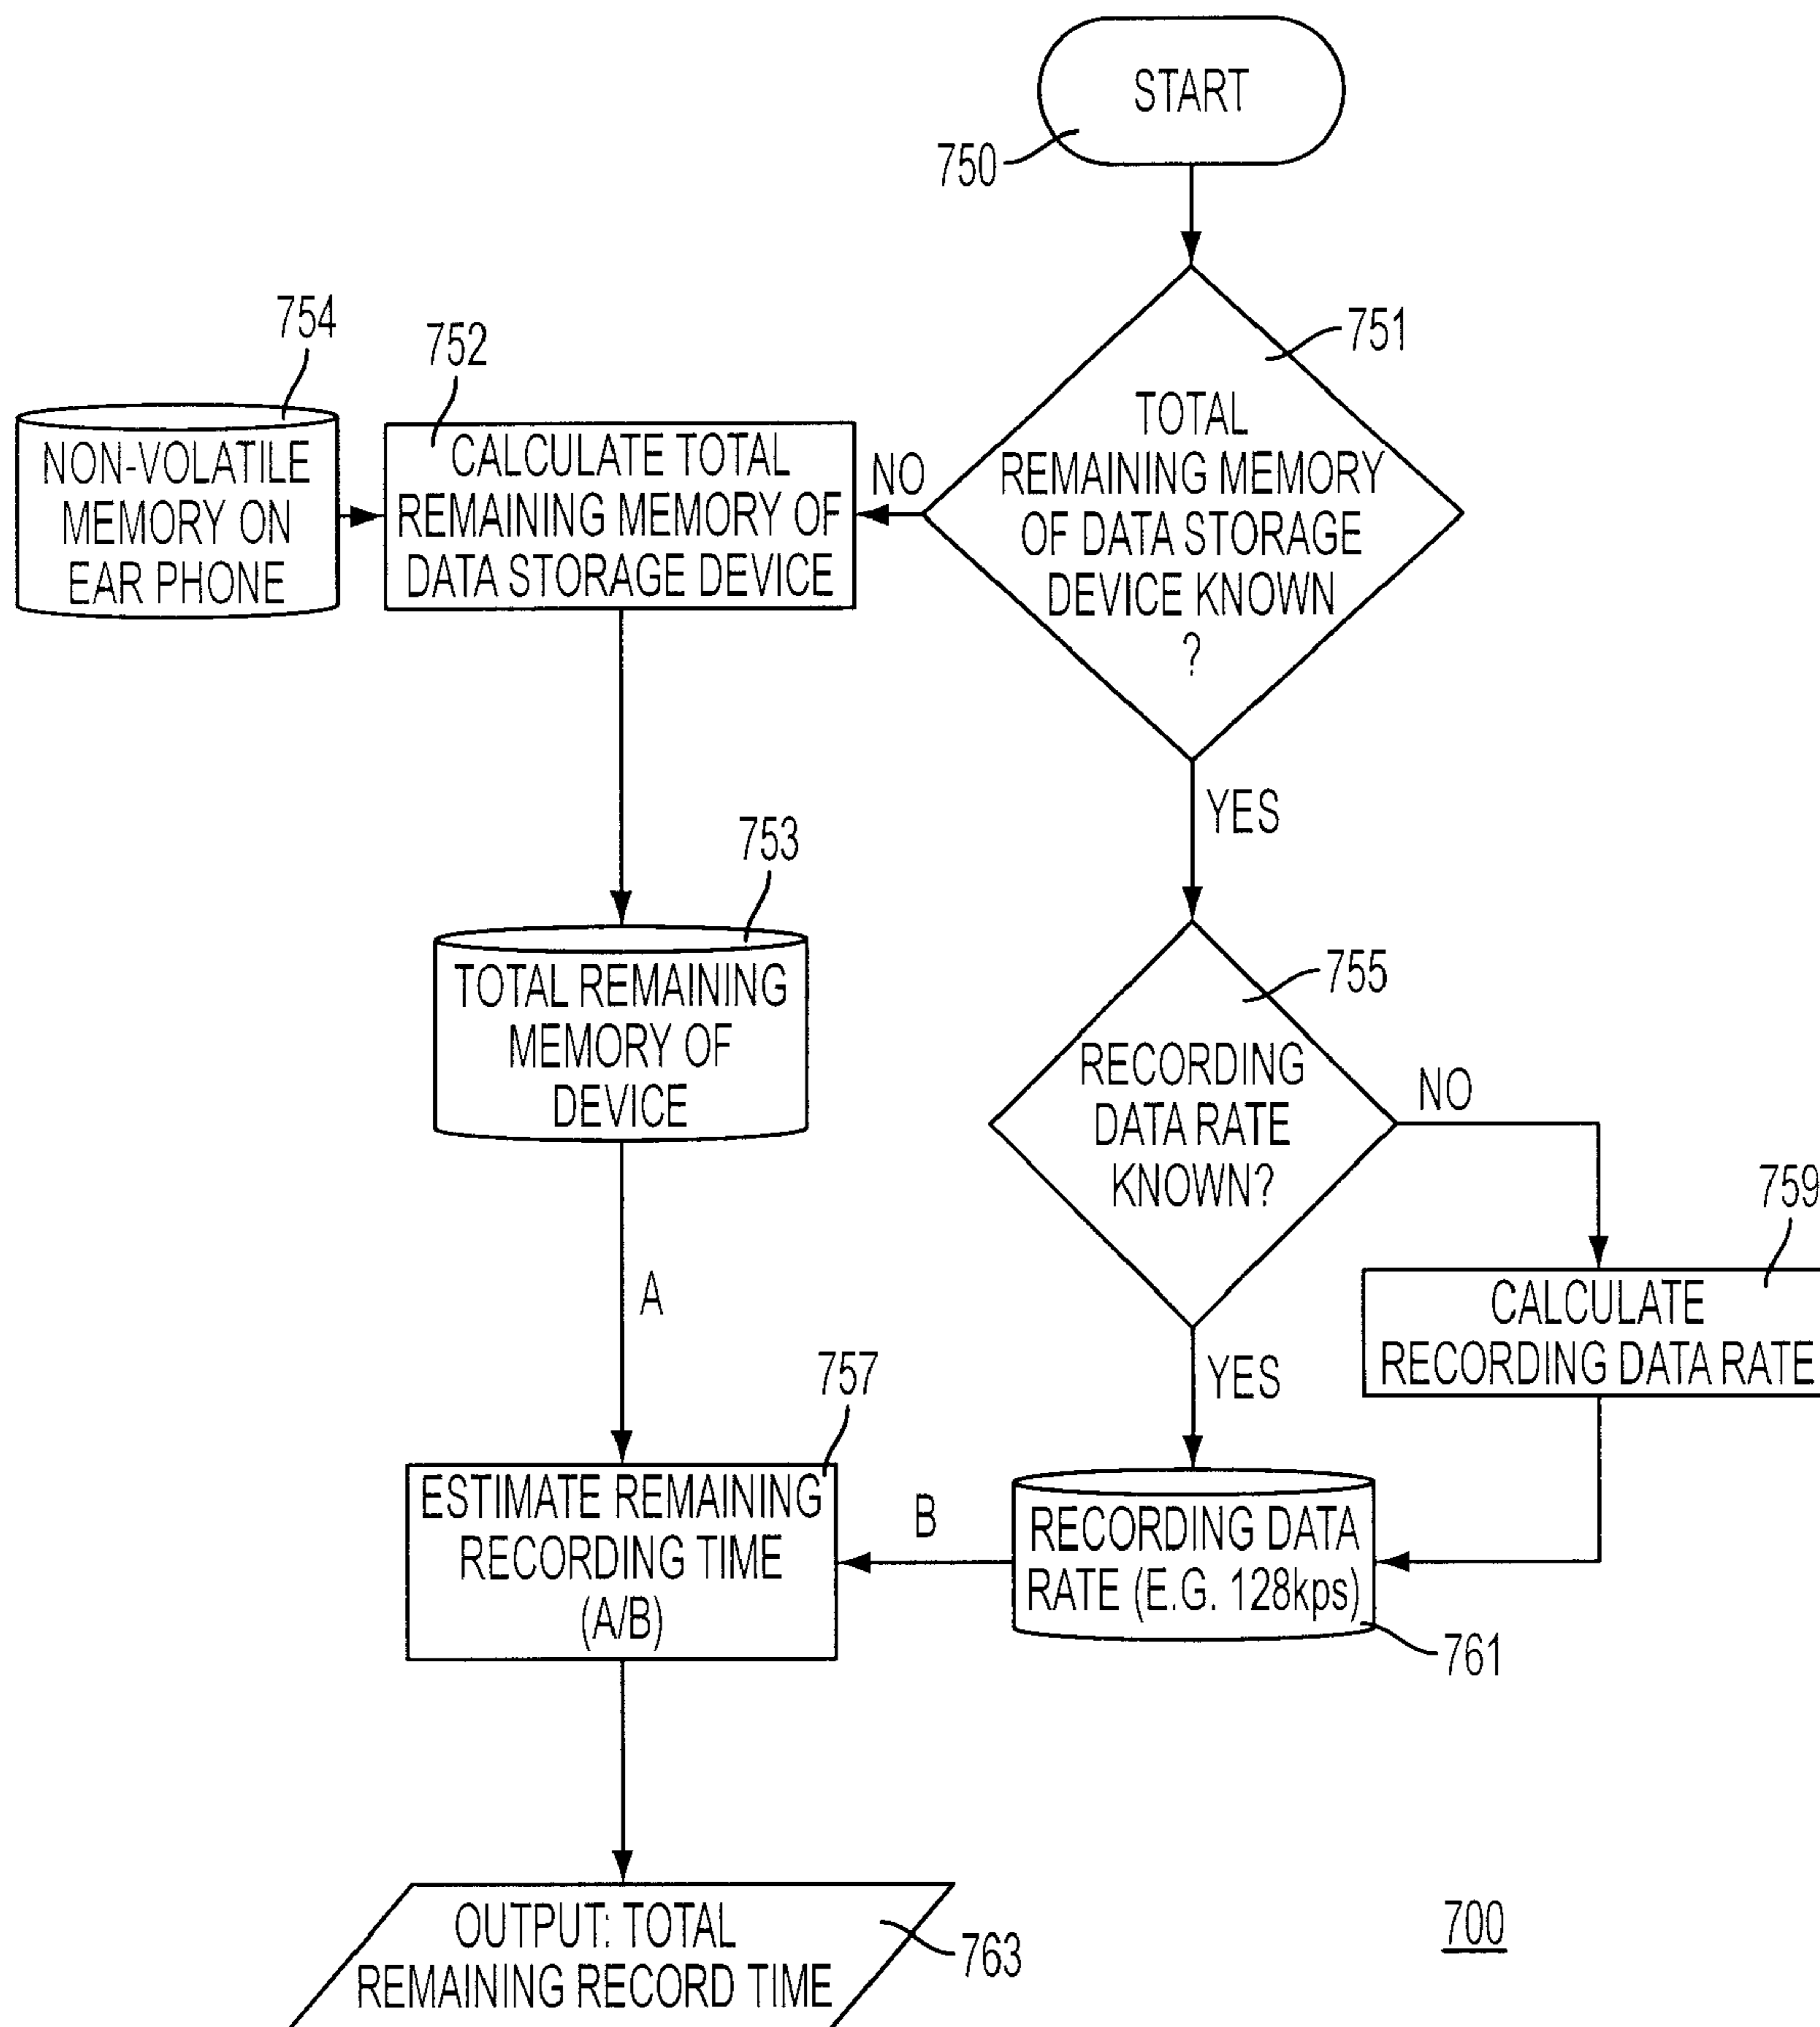 START
750
751
TOTAL
REMAINING MEMORY
OF DATA STORAGE
DEVICE KNOWN
?
NO
752
CALCULATE TOTAL
REMAINING MEMORY OF
DATA STORAGE DEVICE
754
NON-VOLATILE
MEMORY ON
EAR PHONE
YES
753
TOTAL REMAINING
MEMORY OF
DEVICE
755
RECORDING
DATA RATE
KNOWN?
NO
759
CALCULATE
RECORDING DATA RATE
A
YES
757
ESTIMATE REMAINING
RECORDING TIME
(A/B)
B
RECORDING DATA
RATE (E.G. 128kps)
761
OUTPUT: TOTAL
REMAINING RECORD TIME
763
700